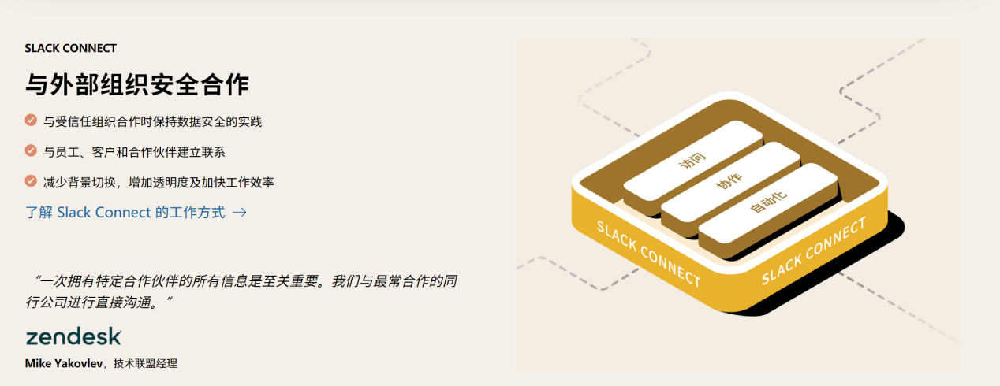 SLACK CONNECT
与外部组织安全合作
与受信任组织合作时保持数据安全的实践
与员工、客户和合作伙伴建立联系
减少背景切换，增加透明度及加快工作效率
了解 Slack Connect 的工作方式 →
“一次拥有特定合作伙伴的所有信息是至关重要。我们与最常合作的同
行公司进行直接沟通。”
zendesk
Mike Yakovlev，技术联盟经理
访问
协作
自动化
SLACK CONNECT
SLACK CONNECT